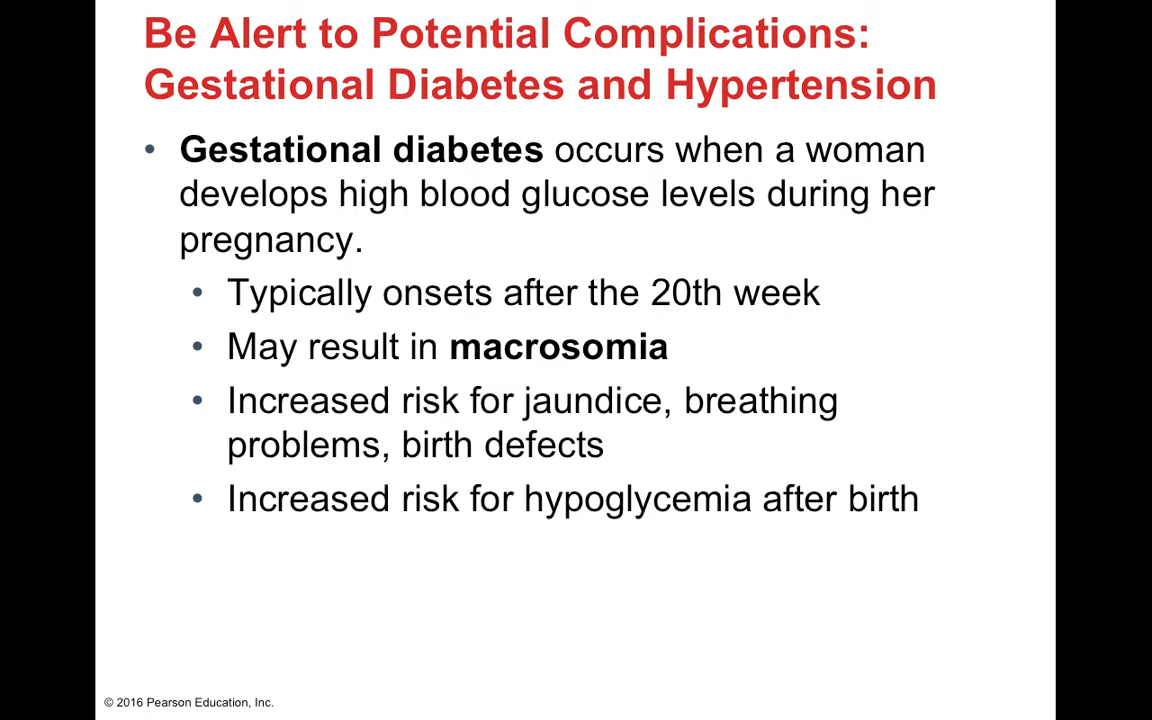 Be Alert to Potential Complications:
Gestational Diabetes and Hypertension
• Gestational diabetes occurs when a woman
develops high blood glucose levels during her
pregnancy.
• Typically onsets after the 20th week
• May result in macrosomia
• Increased risk for jaundice, breathing
problems, birth defects
• Increased risk for hypoglycemia after birth
© 2016 Pearson Education, Inc.